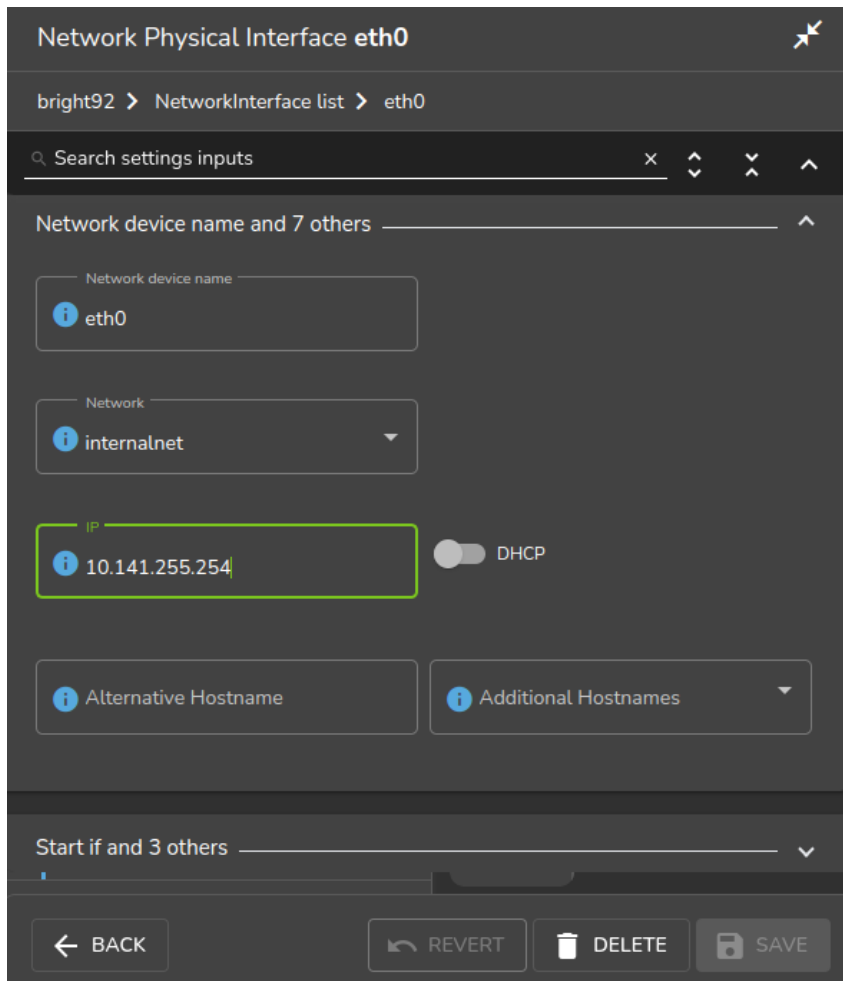 Network Physical Interface eth0
bright92 NetworkInterface list eth0
Search settings inputs
Network device name and 7 others
Network device name
eth0
Network
internalnet
IP
10.141.255.254
DHCP
Alternative Hostname
Additional Hostnames
Start if and 3 others
BACK
REVERT
DELETE
SAVE